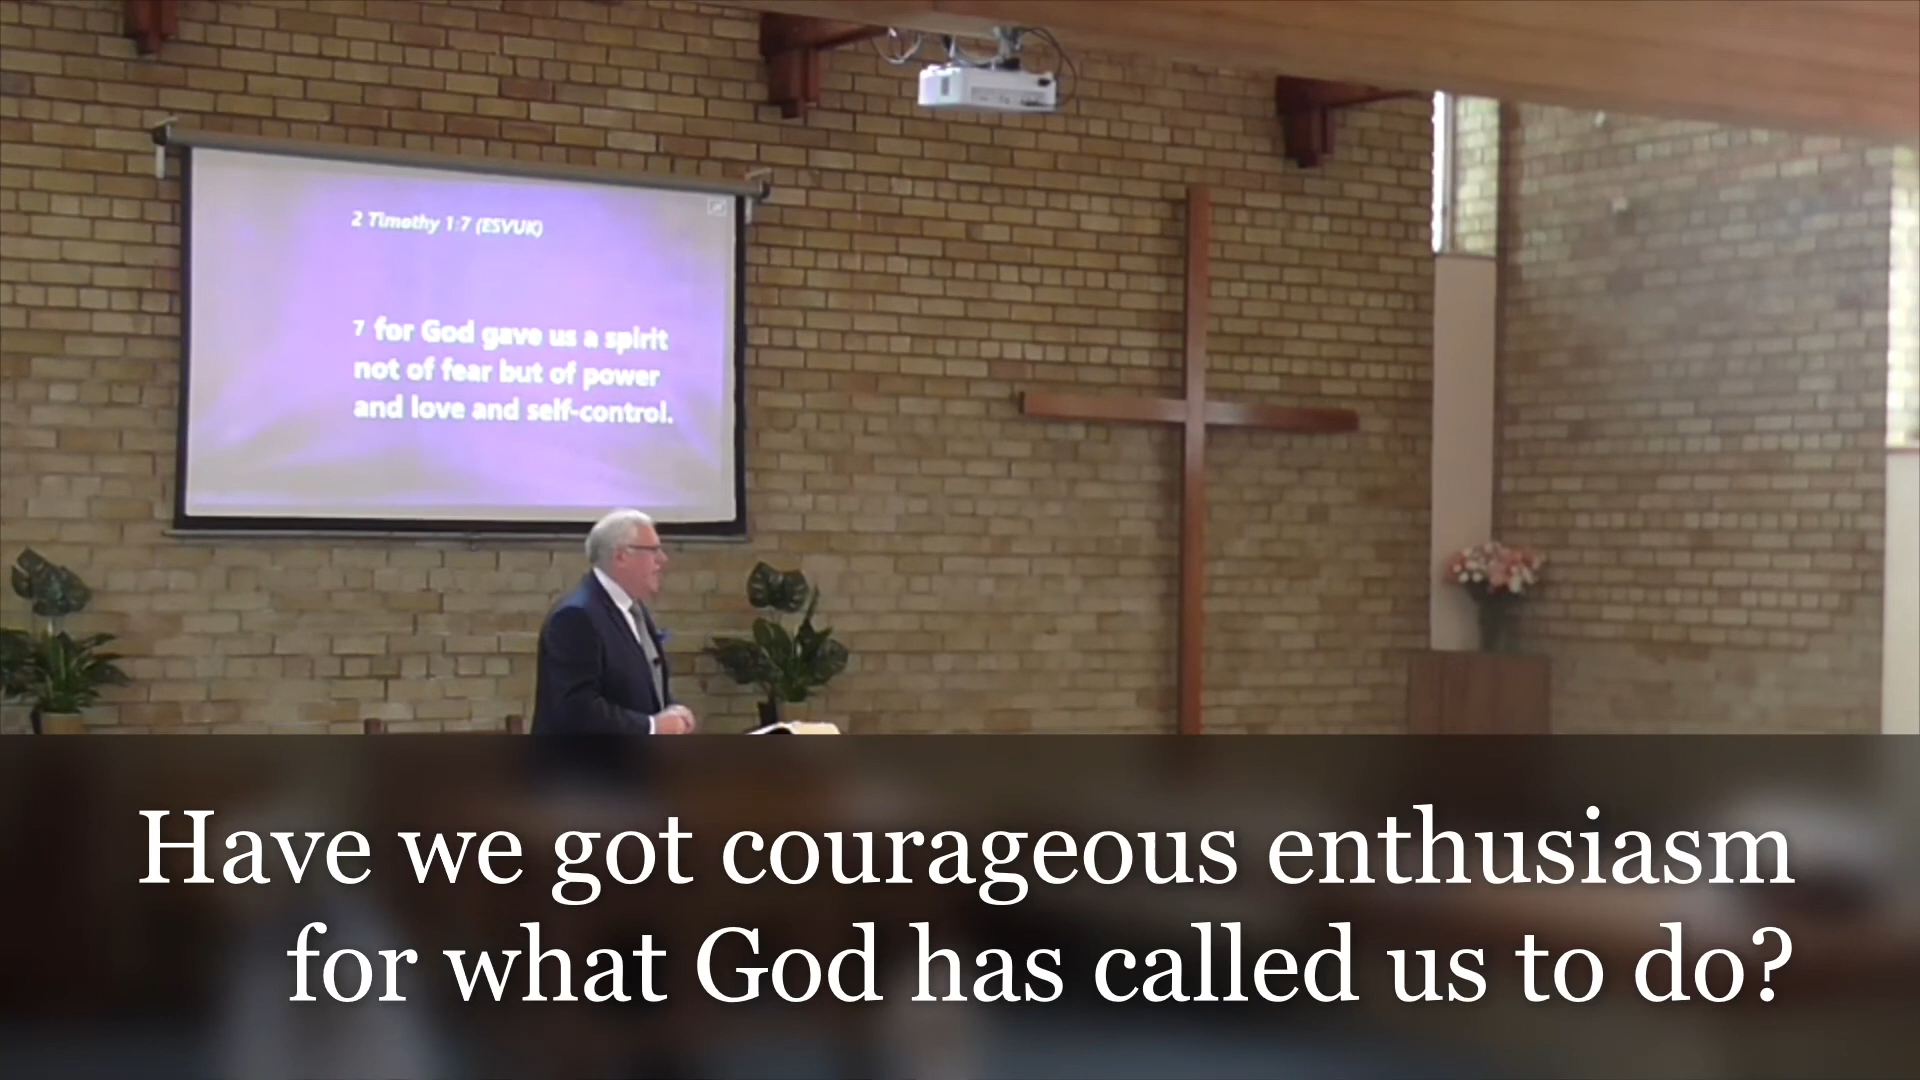 2 Timothy 1:7 (ESVUK)
7 for God gave us a spirit
not of fear but of power
and love and self-control.
Have we got courageous enthusiasm
for what God has called us to do?